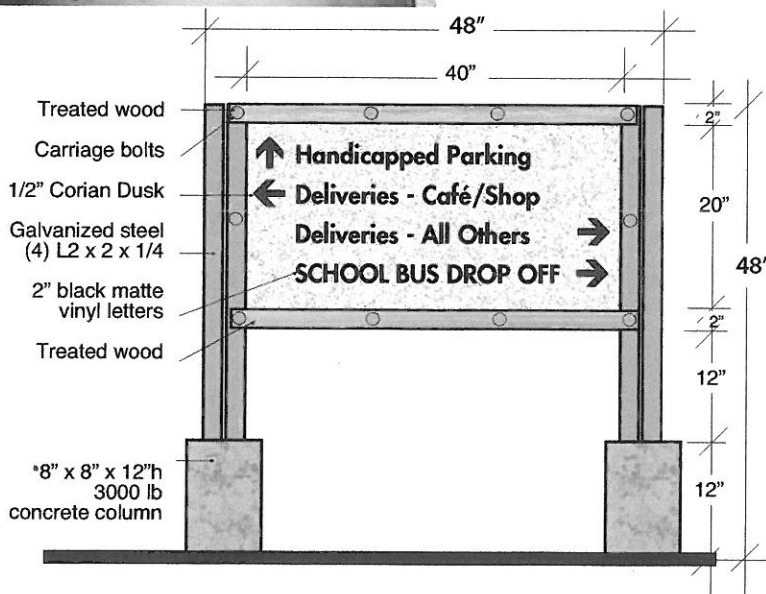 48"
40"
Treated wood
Carriage bolts
1/2" Corian Dusk
Galvanized steel
(4) L2 x 2 x 1/4
2" black matte
vinyl letters
Treated wood
*8" x 8" x 12"h
3000 lb
concrete column
↑ Handicapped Parking
← Deliveries - Café/Shop
Deliveries - All Others →
SCHOOL BUS DROP OFF →
2"
20"
2"
12"
12"
48"